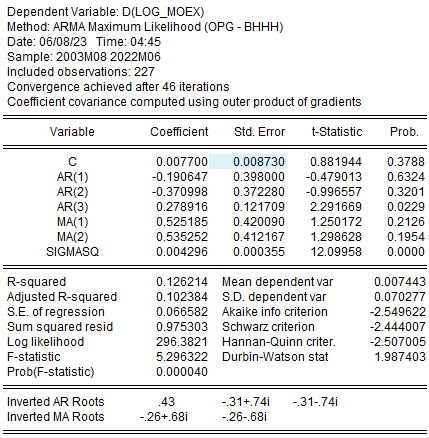 Dependent Variable: D(LOG_MOEX)
Method: ARMA Maximum Likelihood (OPG - BHHH)
Date: 06/08/23 Time: 04:45
Sample: 2003M08 2022M06
Included observations: 227
Convergence achieved after 46 iterations
Coefficient covariance computed using outer product of gradients
Variable Coefficient Std. Error t-Statistic Prob.
C 0.007700 0.008730 0.881944 0.3788
AR(1) -0.190647 0.398000 -0.479013 0.6324
AR(2) -0.370998 0.372280 -0.996557 0.3201
AR(3) 0.278916 0.121709 2.291669 0.0229
MA(1) 0.525185 0.420090 1.250172 0.2126
MA(2) 0.535252 0.412167 1.298628 0.1954
SIGMASQ 0.004296 0.000355 12.09958 0.0000
R-squared 0.126214 Mean dependent var 0.007443
Adjusted R-squared 0.102384 S.D. dependent var 0.070277
S.E. of regression 0.066582 Akaike info criterion -2.549622
Sum squared resid 0.975303 Schwarz criterion -2.444007
Log likelihood 296.3821 Hannan-Quinn criter. -2.507005
F-statistic 5.296322 Durbin-Watson stat 1.987403
Prob(F-statistic) 0.000040
Inverted AR Roots .43 -.31+.74i -.31-.74i
Inverted MA Roots -.26+.68i -.26-.68i